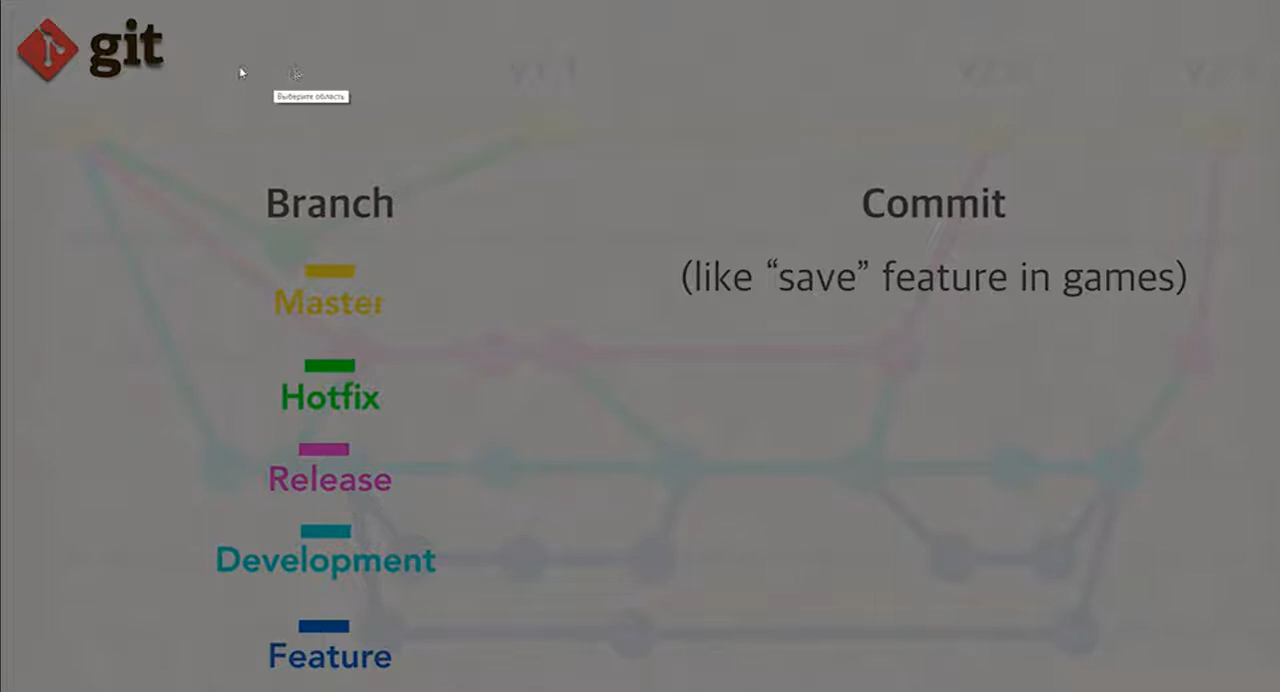 git
Выберите область
Branch
Master
Hotfix
Release
Development
Feature
Commit
(like “save” feature in games)